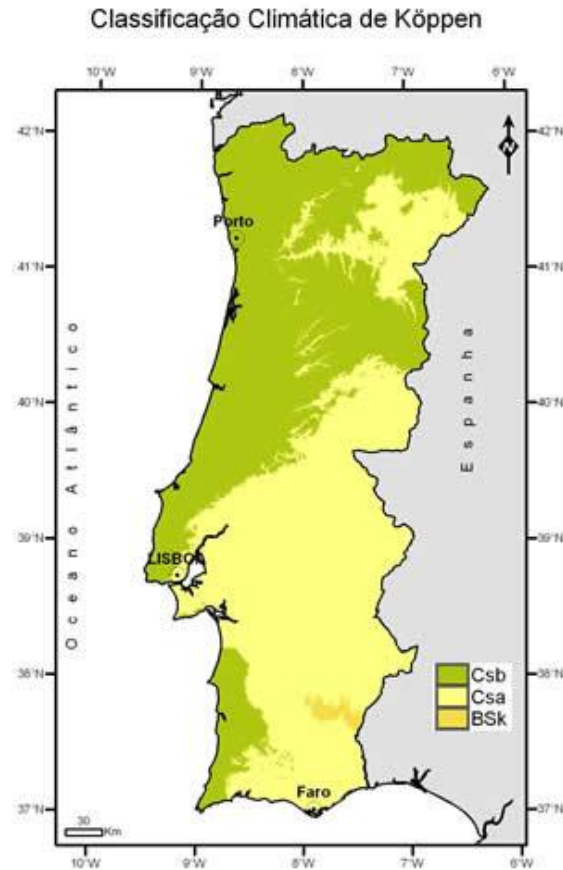 Classificação Climática de Köppen
10°W 9°W 8°W 7°W 6°W
42°N 42°N
N
Porto
41°N 41°N
Oceano Atlântico
Espanha
40°N 40°N
39°N 39°N
LISBOA
38°N 38°N
Csb
Csa
BSk
Faro
37°N 37°N
30
Km
10°W 9°W 8°W 7°W 6°W